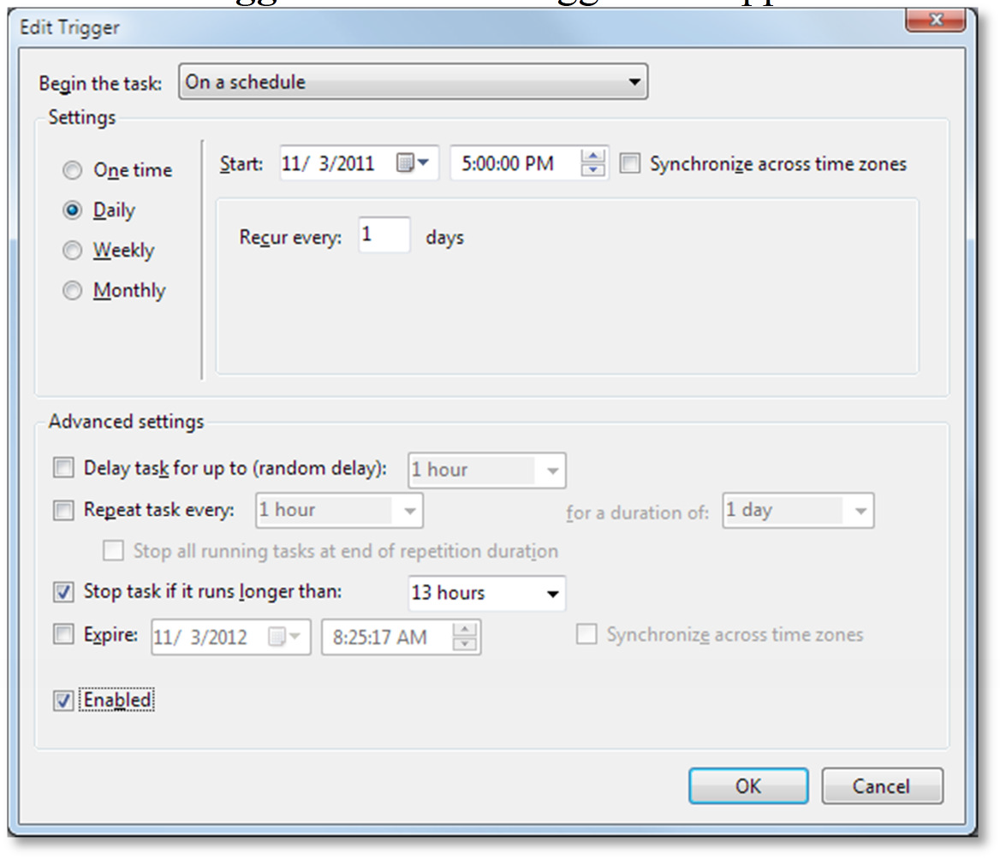 Edit Trigger
Begin the task: On a schedule
Settings
One time
Start: 11/ 3/2011 5:00:00 PM Synchronize across time zones
Daily
Recur every: 1 days
Weekly
Monthly
Advanced settings
Delay task for up to (random delay): 1 hour
Repeat task every: 1 hour for a duration of: 1 day
Stop all running tasks at end of repetition duration
Stop task if it runs longer than: 13 hours
Expire: 11/ 3/2012 8:25:17 AM Synchronize across time zones
Enabled
OK Cancel